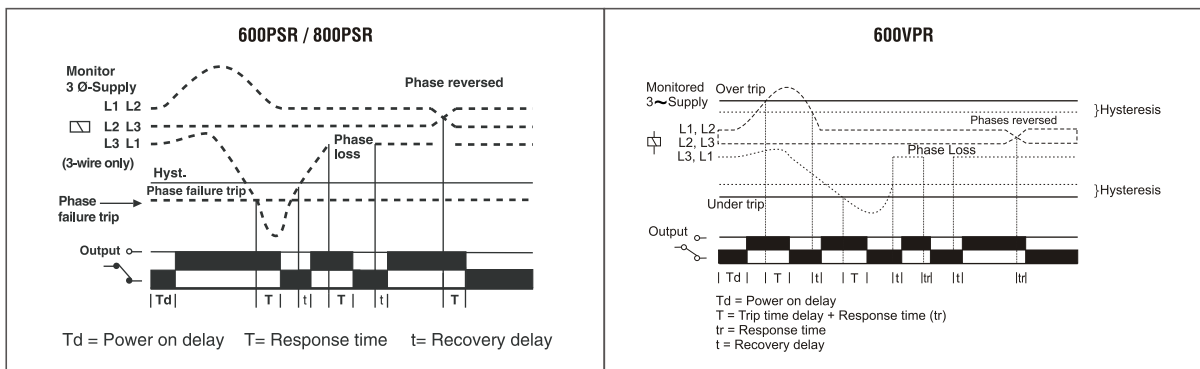 600PSR / 800PSR
Monitor
3 Ø-Supply
L1 L2
L2 L3
L3 L1
(3-wire only)
Phase reversed
Phase
loss
Hyst.
Phase failure trip
Phase
failure trip
Output
Td T t T t T
Td = Power on delay T= Response time t= Recovery delay
600VPR
Monitored
3~Supply
Over trip
}Hysteresis
L1, L2
L2, L3
L3, L1
Phases reversed
Phase Loss
}Hysteresis
Under trip
Output
Td T t T t tr t tr
Td = Power on delay
T = Trip time delay + Response time (tr)
tr = Response time
t = Recovery delay